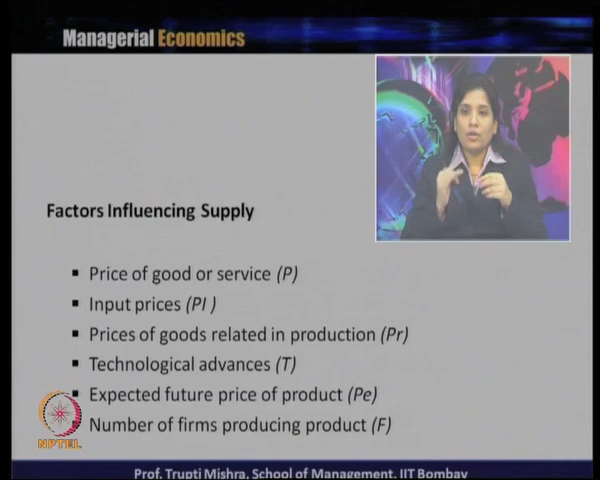 Managerial Economics
Factors Influencing Supply
▪ Price of good or service (P)
▪ Input prices (PI )
▪ Prices of goods related in production (Pr)
▪ Technological advances (T)
▪ Expected future price of product (Pe)
Number of firms producing product (F)
NPTEL
Prof. Trupti Mishra, School of Management, IIT Bombay